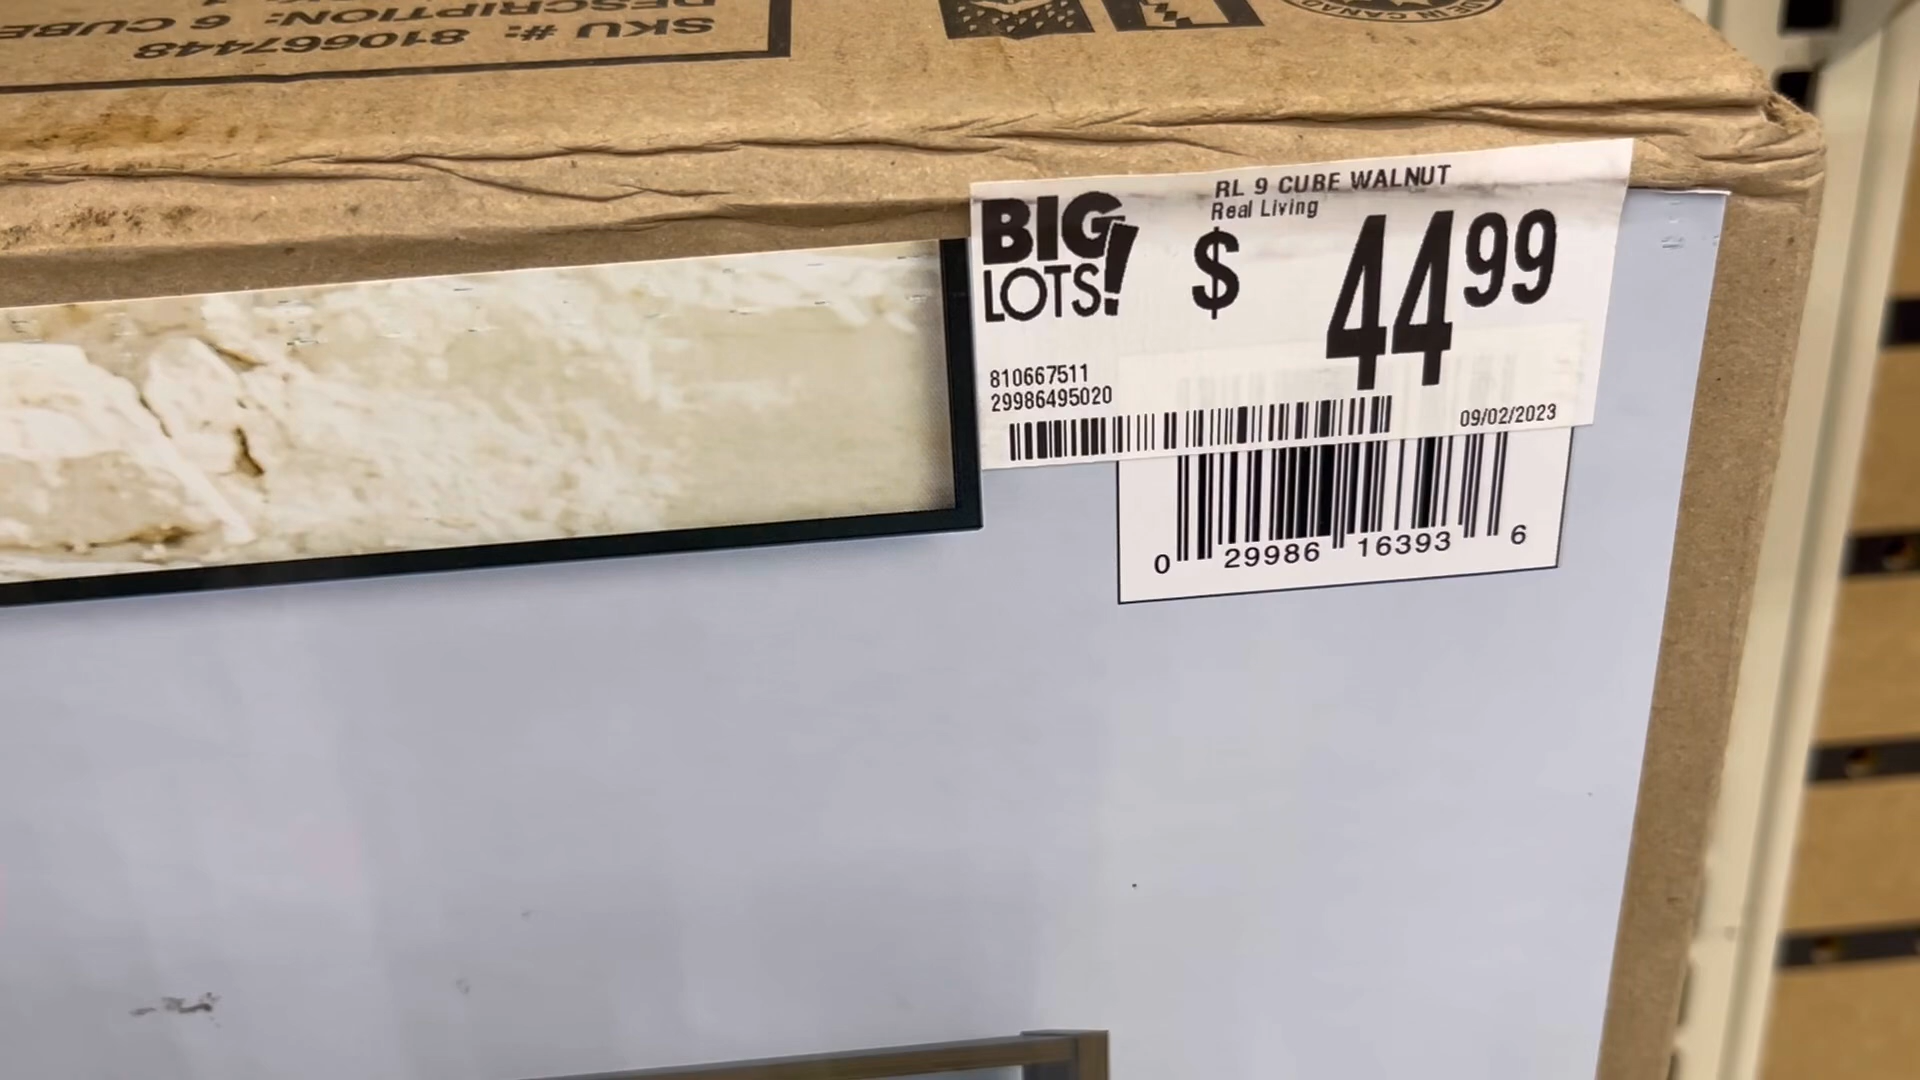 SKU #: 810667448
DESCRIPTION: 6 CUBE
RL 9 CUBE WALNUT
Real Living
BIG
LOTS!
$ 44 99
810667511
29986495020
09/02/2023
0 29986 16393 6